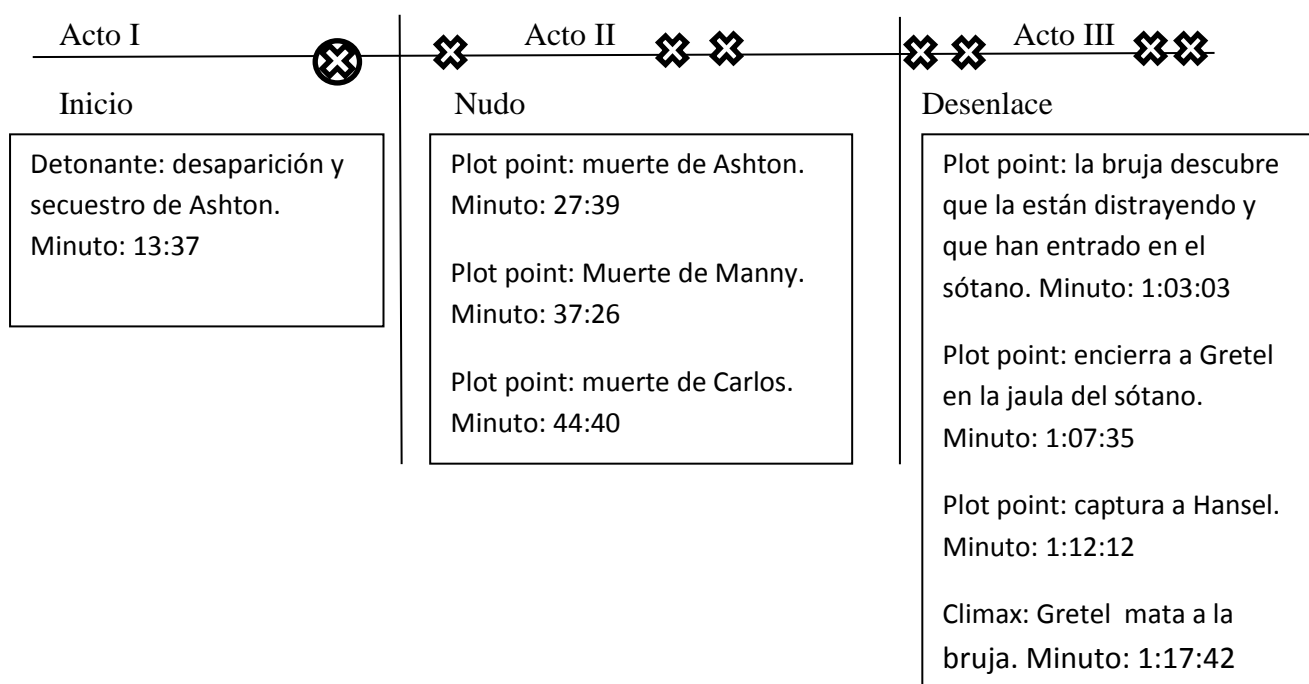 Acto I
Acto II
Acto III
Inicio
Nudo
Desenlace
Detonante: desaparición y
secuestro de Ashton.
Minuto: 13:37
Plot point: muerte de Ashton.
Minuto: 27:39
Plot point: Muerte de Manny.
Minuto: 37:26
Plot point: muerte de Carlos.
Minuto: 44:40
Plot point: la bruja descubre
que la están distrayendo y
que han entrado en el
sótano. Minuto: 1:03:03
Plot point: encierra a Gretel
en la jaula del sótano.
Minuto: 1:07:35
Plot point: captura a Hansel.
Minuto: 1:12:12
Climax: Gretel mata a la
bruja. Minuto: 1:17:42